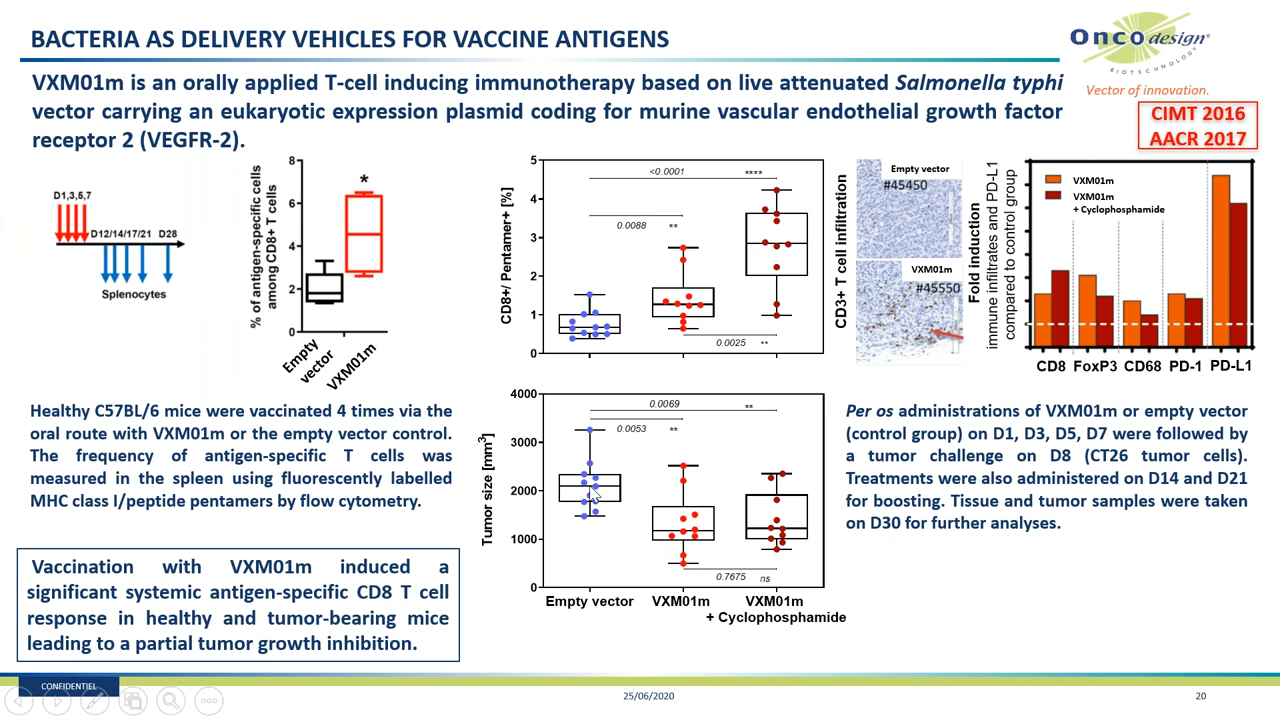 BACTERIA AS DELIVERY VEHICLES FOR VACCINE ANTIGENS
Onco design
BIOTECHNOLOGY
Vector of innovation.
VXM01m is an orally applied T-cell inducing immunotherapy based on live attenuated Salmonella typhi
vector carrying an eukaryotic expression plasmid coding for murine vascular endothelial growth factor
receptor 2 (VEGFR-2).
CIMT 2016
AACR 2017
D1,3,5,7
D12/14/17/21 D28
Splenocytes
% of antigen-specific cells
among CD8+ T cells
8
6
4
2
0
*
Empty
vector
VXM01m
CD8+/ Pentamer+ [%]
5
4
3
2
1
0
<0.0001 ****
0.0088 **
0.0025 **
CD3+ T cell infiltration
Empty vector
#45450
VXM01m
#45550
Fold induction
immune infiltrates and PD-L1
compared to control group
VXM01m
VXM01m
+ Cyclophosphamide
CD8 FoxP3 CD68 PD-1 PD-L1
Healthy C57BL/6 mice were vaccinated 4 times via the
oral route with VXM01m or the empty vector control.
The frequency of antigen-specific T cells was
measured in the spleen using fluorescently labelled
MHC class I/peptide pentamers by flow cytometry.
Tumor size [mm3]
4000
3000
2000
1000
0
0.0069 **
0.0053 **
0.7675 ns
Empty vector VXM01m VXM01m
+ Cyclophosphamide
Per os administrations of VXM01m or empty vector
(control group) on D1, D3, D5, D7 were followed by
a tumor challenge on D8 (CT26 tumor cells).
Treatments were also administered on D14 and D21
for boosting. Tissue and tumor samples were taken
on D30 for further analyses.
Vaccination with VXM01m induced a
significant systemic antigen-specific CD8 T cell
response in healthy and tumor-bearing mice
leading to a partial tumor growth inhibition.
CONFIDENTIEL
25/06/2020
20